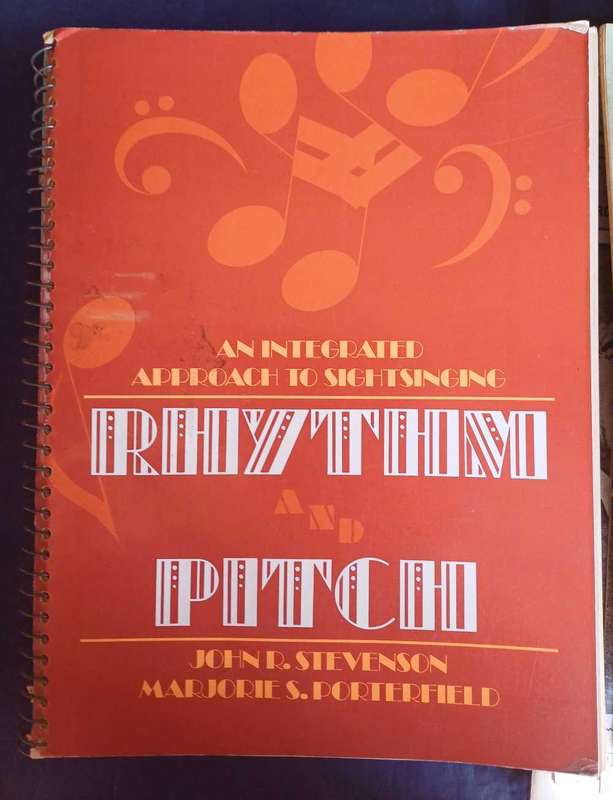 AN INTEGRATED
APPROACH TO SIGHTSINGING
RHYTHM
AND
PITCH
JOHN R. STEVENSON
MARJORIE S. PORTERFIELD